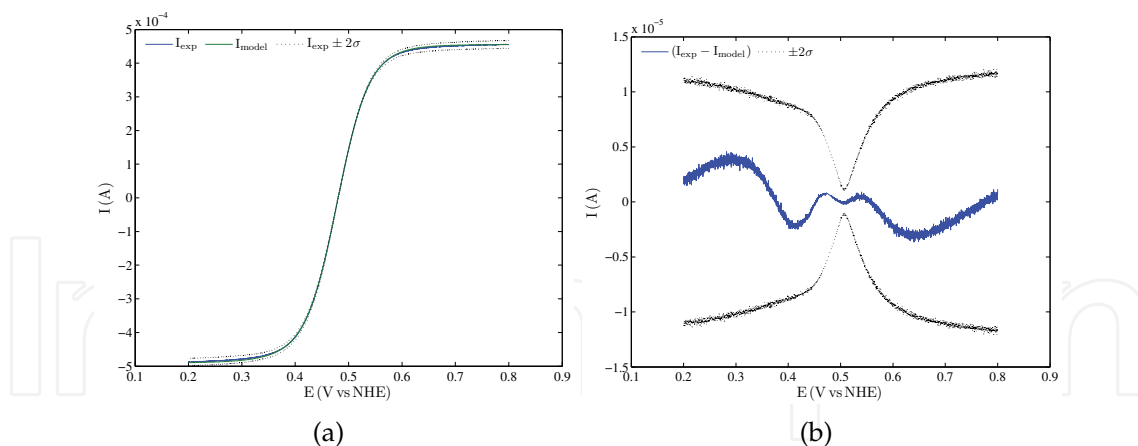 x 10⁻⁴
5
4
3
2
1
0
−1
−2
−3
−4
−5
0.1 0.2 0.3 0.4 0.5 0.6 0.7 0.8 0.9
I (A)
E (V vs NHE)
I_exp I_model I_exp ± 2σ
(a)
x 10⁻⁵
1.5
1
0.5
0
−0.5
−1
−1.5
0.1 0.2 0.3 0.4 0.5 0.6 0.7 0.8 0.9
I (A)
E (V vs NHE)
(I_exp − I_model) ±2σ
(b)